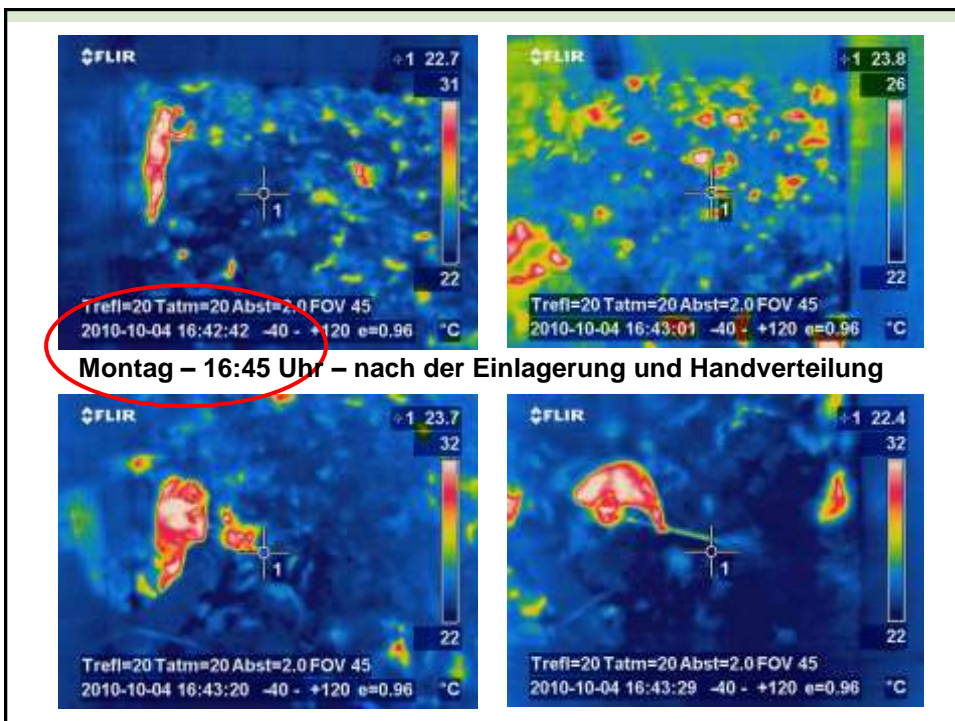 FLIR
1 22.7
31
1
22
Trefl=20 Tatm=20 Abst=2.0 FOV 45
2010-10-04 16:42:42 -40 - +120 e=0.96 °C
FLIR
1 23.8
26
1
22
Trefl=20 Tatm=20 Abst=2.0 FOV 45
2010-10-04 16:43:01 -40 - +120 e=0.96 °C
Montag – 16:45 Uhr – nach der Einlagerung und Handverteilung
FLIR
1 23.7
32
1
22
Trefl=20 Tatm=20 Abst=2.0 FOV 45
2010-10-04 16:43:20 -40 - +120 e=0.96 °C
FLIR
1 22.4
32
1
22
Trefl=20 Tatm=20 Abst=2.0 FOV 45
2010-10-04 16:43:29 -40 - +120 e=0.96 °C